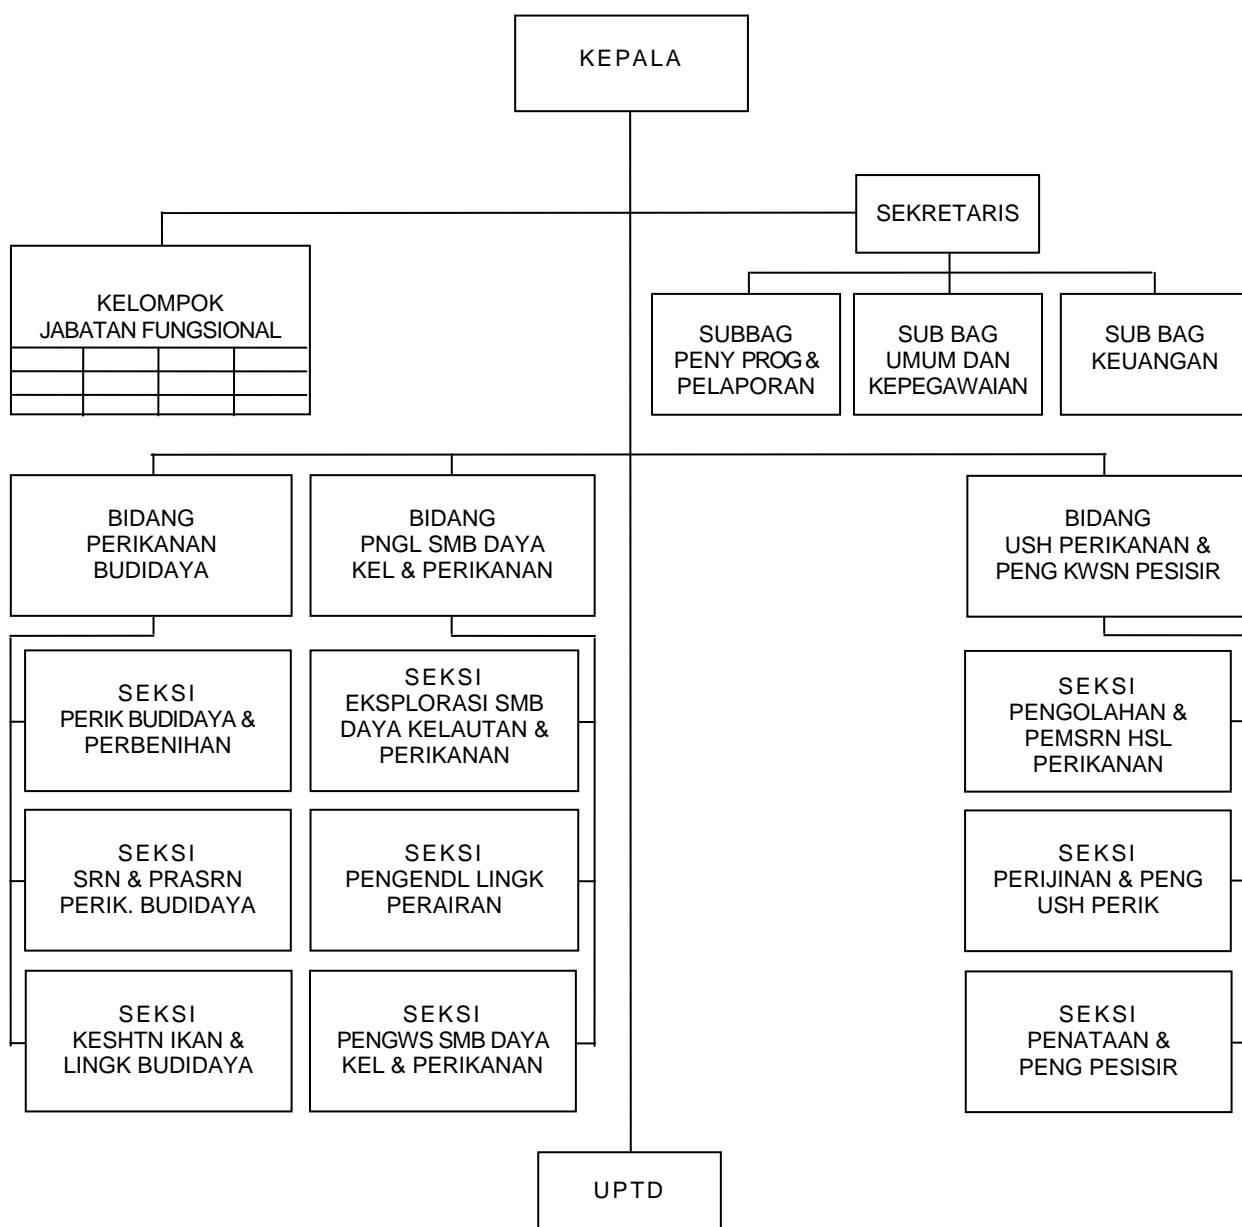 KEPALA
SEKRETARIS
KELOMPOK
JABATAN FUNGSIONAL
SUBBAG
PENY PROG &
PELAPORAN
SUB BAG
UMUM DAN
KEPEGAWAIAN
SUB BAG
KEUANGAN
BIDANG
PERIKANAN
BUDIDAYA
BIDANG
PNGL SMB DAYA
KEL & PERIKANAN
BIDANG
USH PERIKANAN &
PENG KWSN PESISIR
SEKSI
PERIK BUDIDAYA &
PERBENIHAN
SEKSI
EKSPLORASI SMB
DAYA KELAUTAN &
PERIKANAN
SEKSI
PENGOLAHAN &
PEMSRN HSL
PERIKANAN
SEKSI
SRN & PRASRN
PERIK. BUDIDAYA
SEKSI
PENGENDL LINGK
PERAIRAN
SEKSI
PERIJINAN & PENG
USH PERIK
SEKSI
KESHTN IKAN &
LINGK BUDIDAYA
SEKSI
PENGWS SMB DAYA
KEL & PERIKANAN
SEKSI
PENATAAN &
PENG PESISIR
UPTD